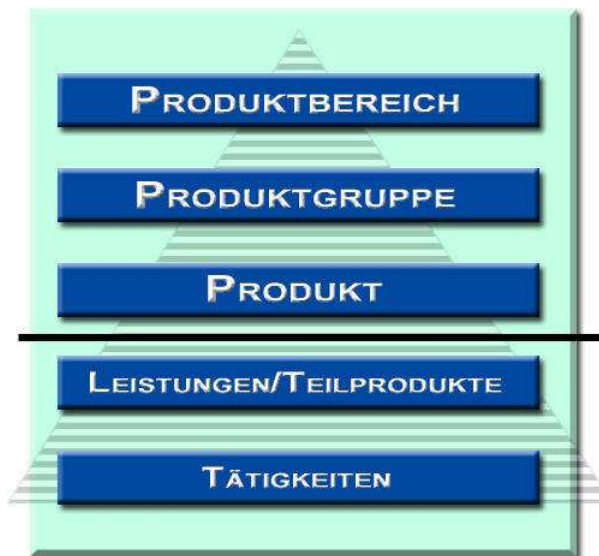 PRODUKTBEREICH
PRODUKTGRUPPE
PRODUKT
LEISTUNGEN/TEILPRODUKTE
TÄTIGKEITEN